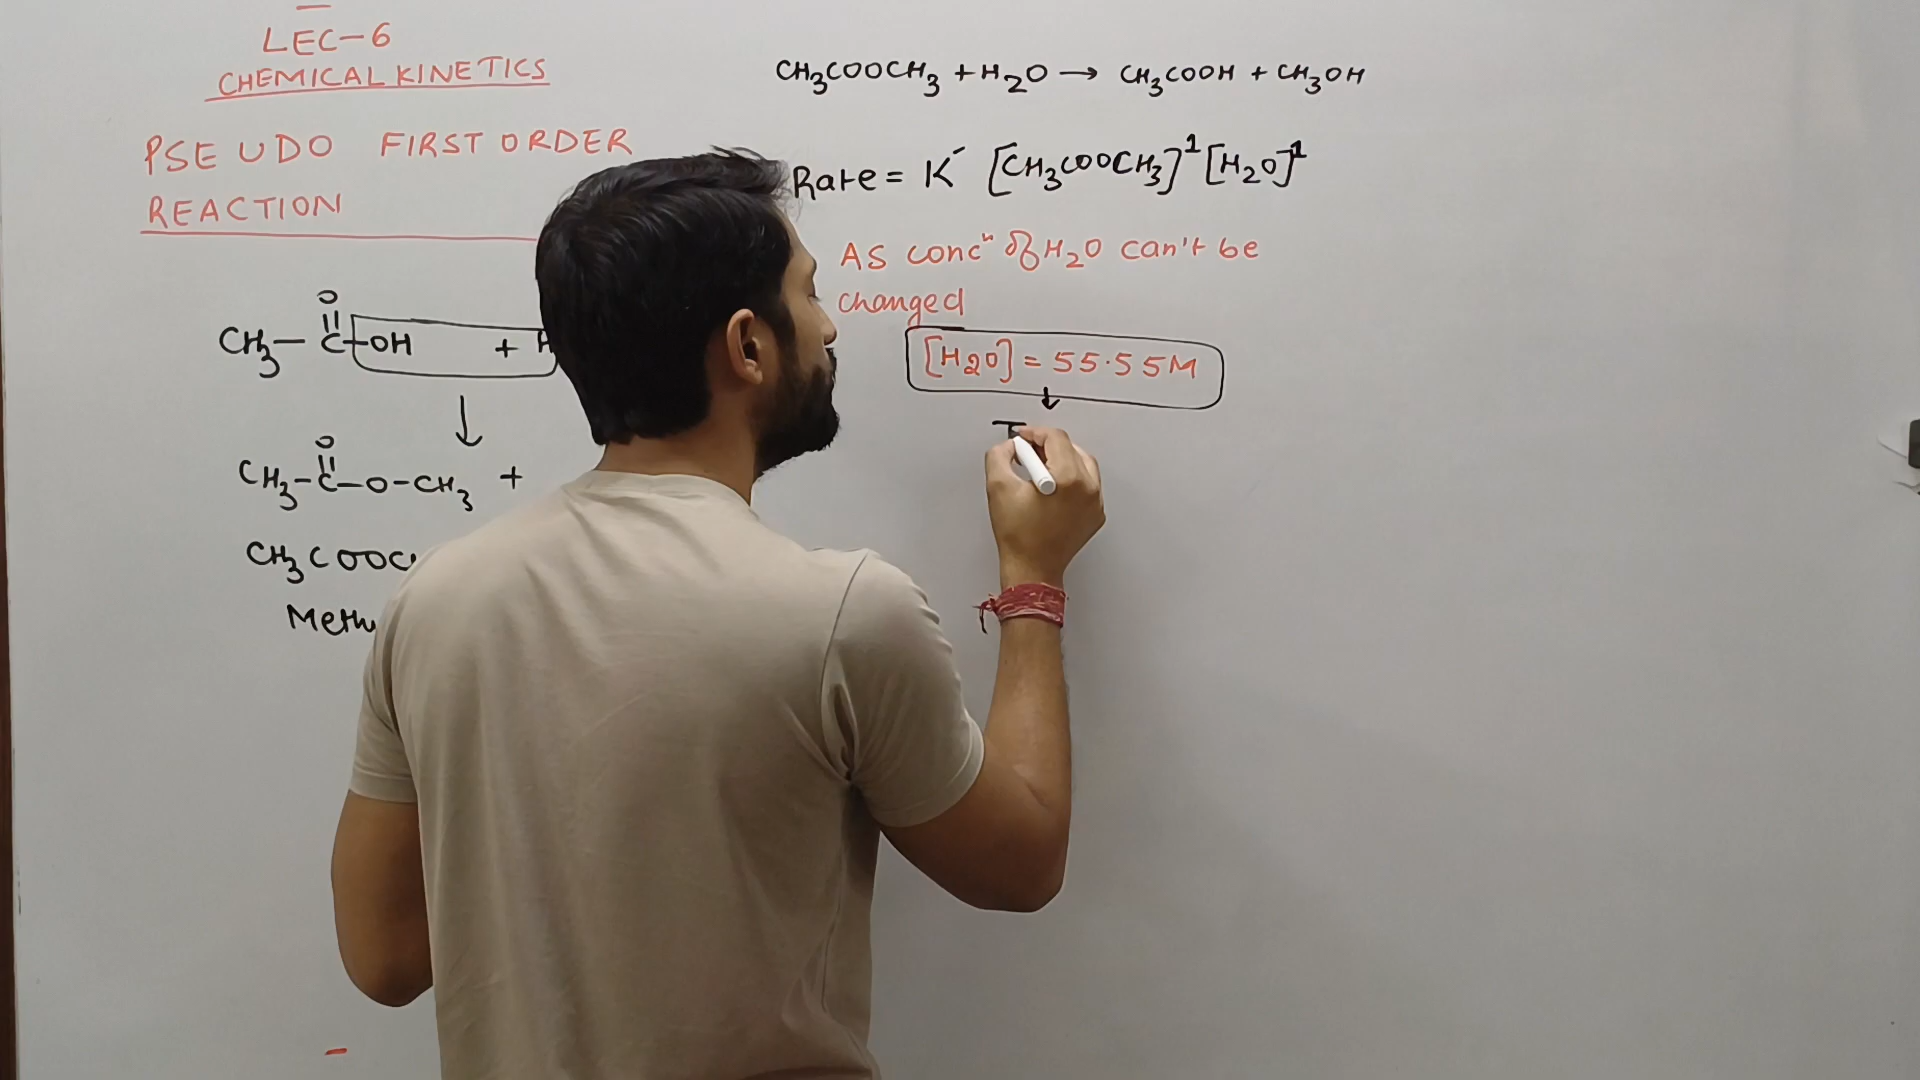 LEC-6
CHEMICAL KINETICS
PSEUDO FIRST ORDER
REACTION
O
||
CH3-C-OH + H
↓
O
||
CH3-C-O-CH3 +
CH3COOC
Meth
CH3COOCH3 + H2O → CH3COOH + CH3OH
Rate = K⁻ [CH3COOCH3]¹ [H2O]¹
AS concⁿ of H2O can't be
changed
[H2O] = 55.55M
↓